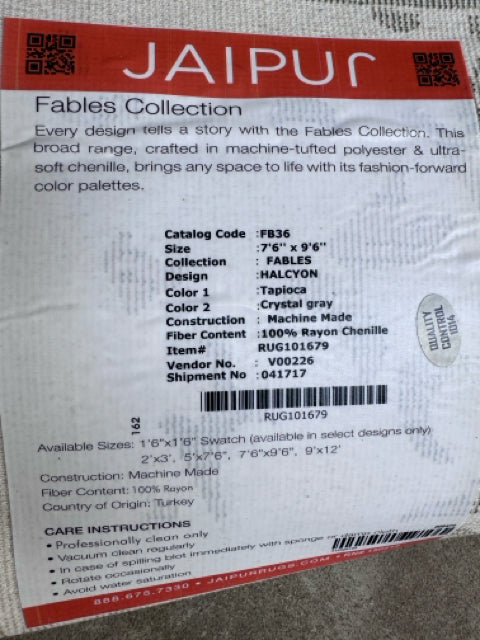 JAIPUR
Fables Collection
Every design tells a story with the Fables Collection. This
broad range, crafted in machine-tufted polyester & ultra-
soft chenille, brings any space to life with its fashion-forward
color palettes.
Catalog Code :FB36
Size :7'6" x 9'6"
Collection : FABLES
Design :HALCYON
Color 1 :Tapioca
Color 2 :Crystal gray
Construction : Machine Made
Fiber Content :100% Rayon Chenille
Item# RUG101679
Vendor No. : V00226
Shipment No :041717
QUALITY
CONTROL
1014
162
RUG101679
Available Sizes: 1'6"x1'6" Swatch (available in select designs only)
2'x3', 5'x7'6", 7'6"x9'6", 9'x12'
Construction: Machine Made
Fiber Content: 100% Rayon
Country of Origin: Turkey
CARE INSTRUCTIONS
• Professionally clean only
• Vacuum clean regularly
• In case of spilling blot immediately with sponge or damp cloth
• Rotate occasionally
• Avoid water saturation
888.676.7330 • JAIPURRUGS.COM •